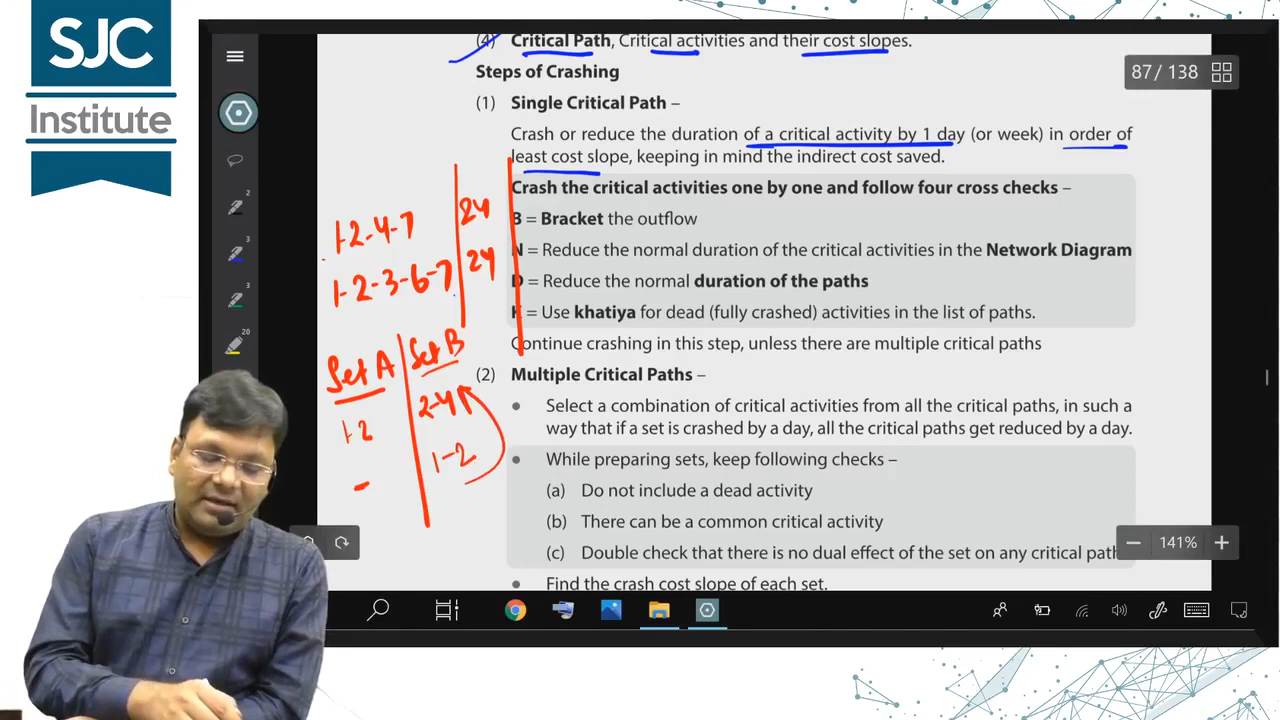 SJC
Institute
87 / 138
(4) Critical Path, Critical activities and their cost slopes.
Steps of Crashing
(1) Single Critical Path –
Crash or reduce the duration of a critical activity by 1 day (or week) in order of
least cost slope, keeping in mind the indirect cost saved.
Crash the critical activities one by one and follow four cross checks –
B = Bracket the outflow
N = Reduce the normal duration of the critical activities in the Network Diagram
D = Reduce the normal duration of the paths
K = Use khatiya for dead (fully crashed) activities in the list of paths.
Continue crashing in this step, unless there are multiple critical paths
(2) Multiple Critical Paths –
• Select a combination of critical activities from all the critical paths, in such a
way that if a set is crashed by a day, all the critical paths get reduced by a day.
• While preparing sets, keep following checks –
(a) Do not include a dead activity
(b) There can be a common critical activity
(c) Double check that there is no dual effect of the set on any critical path
• Find the crash cost slope of each set.
1-2-4-7 24
1-2-3-6-7 24
Set A Set B
1-2 2-4
- 1-2
2
3
3
20
141%